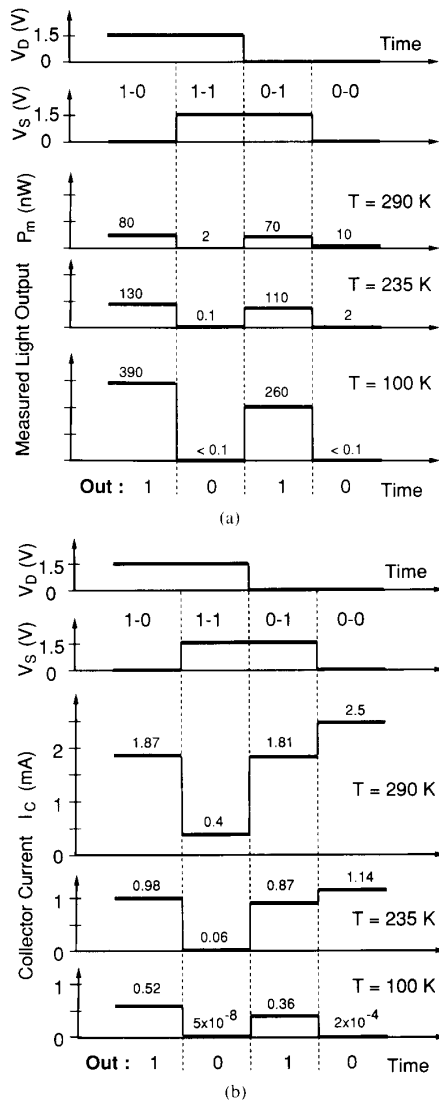 V_D (V)
1.5
0
Time
1-0 1-1 0-1 0-0
V_S (V)
1.5
0
Measured Light Output P_m (nW)
T = 290 K
80 2 70 10
T = 235 K
130 0.1 110 2
T = 100 K
390 < 0.1 260 < 0.1
Out : 1 0 1 0 Time
(a)
V_D (V)
1.5
0
Time
1-0 1-1 0-1 0-0
V_S (V)
1.5
0
Collector Current I_C (mA)
2
1
0
1.87 0.4 1.81 2.5
T = 290 K
1
0
0.98 0.06 0.87 1.14
T = 235 K
1
0
T = 100 K
0.52 5x10^-8 0.36 2x10^-4
Out : 1 0 1 0 Time
(b)